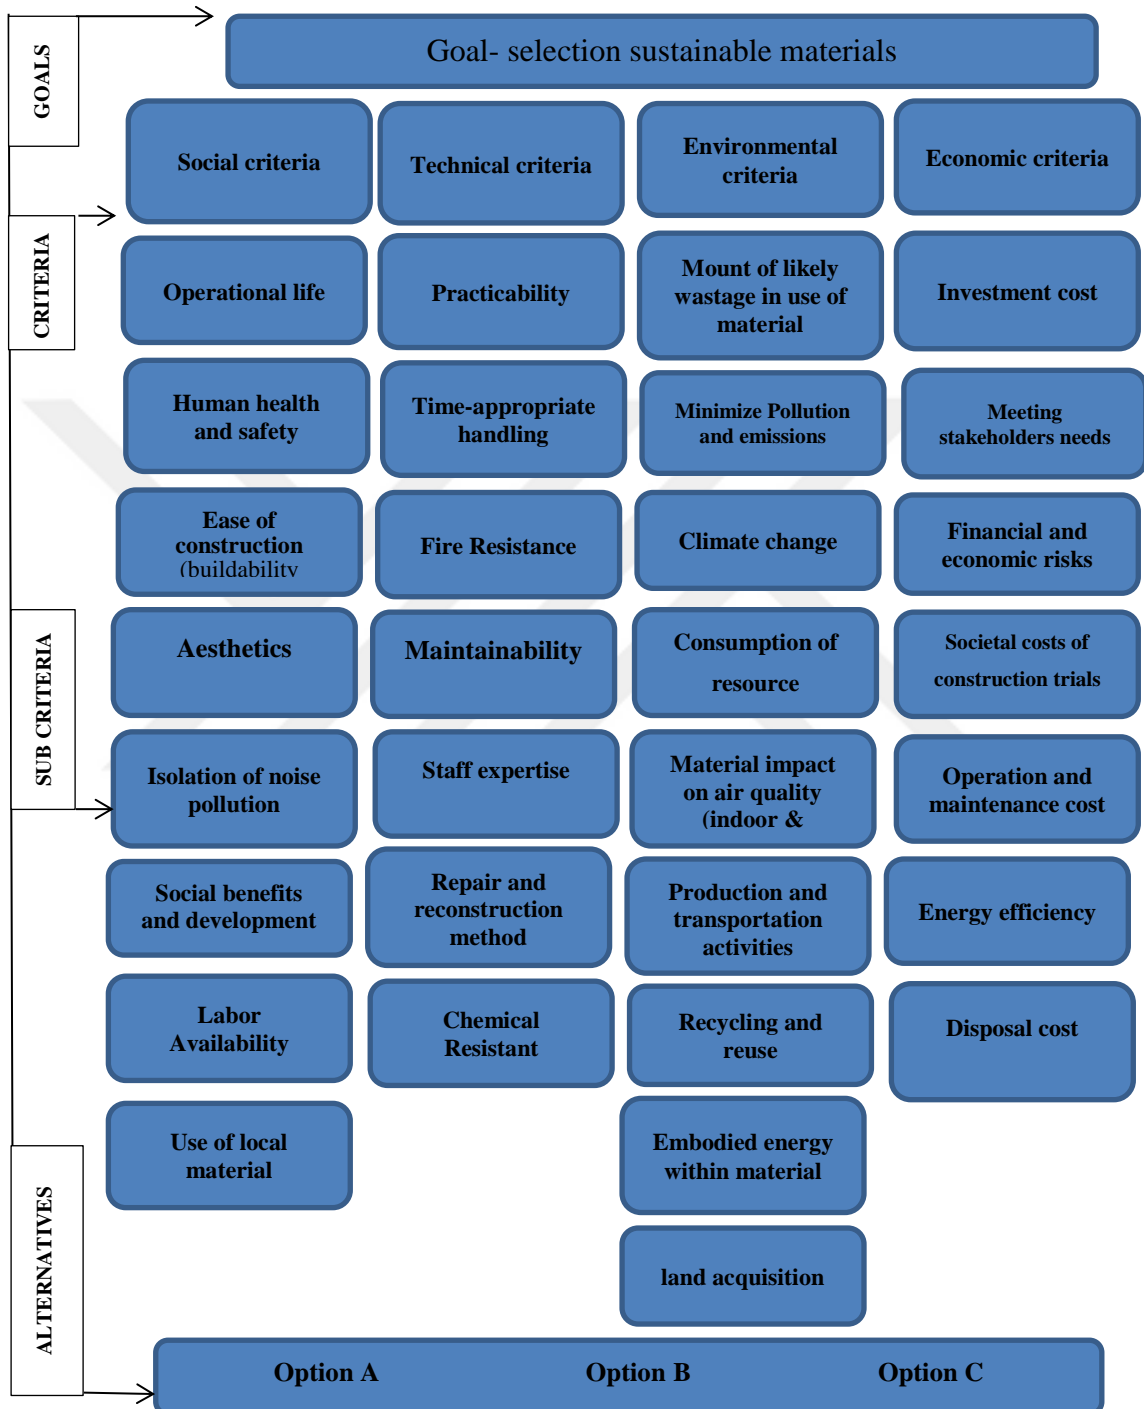 GOALS
Goal- selection sustainable materials
Social criteria
Technical criteria
Environmental
criteria
Economic criteria
CRITERIA
Operational life
Practicability
Mount of likely
wastage in use of
material
Investment cost
Human health
and safety
Time-appropriate
handling
Minimize Pollution
and emissions
Meeting
stakeholders needs
Ease of
construction
(buildability
Fire Resistance
Climate change
Financial and
economic risks
SUB CRITERIA
Aesthetics
Maintainability
Consumption of
resource
Societal costs of
construction trials
Isolation of noise
pollution
Staff expertise
Material impact
on air quality
(indoor &
Operation and
maintenance cost
Social benefits
and development
Repair and
reconstruction
method
Production and
transportation
activities
Energy efficiency
Labor
Availability
Chemical
Resistant
Recycling and
reuse
Disposal cost
Use of local
material
Embodied energy
within material
land acquisition
ALTERNATIVES
Option A Option B Option C